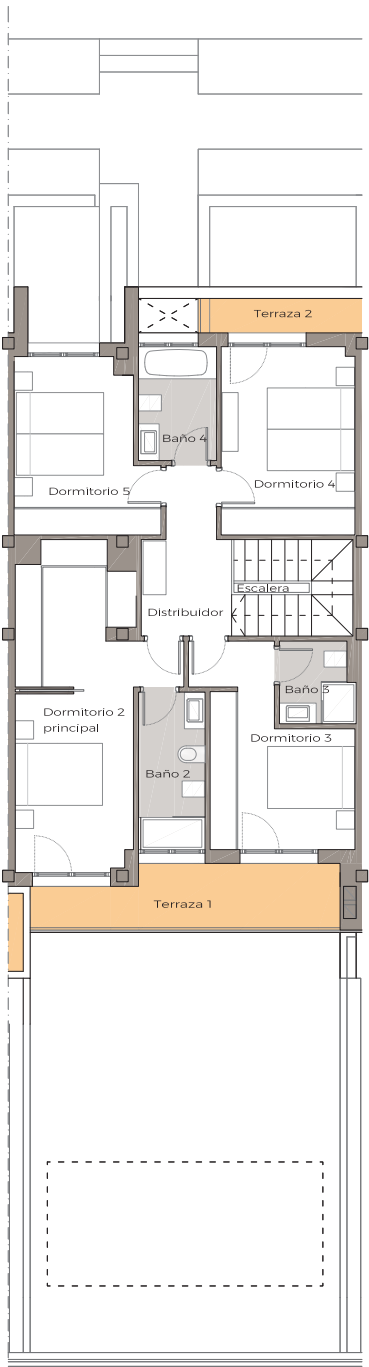 Terraza 2
Baño 4
Dormitorio 5
Dormitorio 4
Escalera
Distribuidor
Baño 3
Dormitorio 2
principal
Dormitorio 3
Baño 2
Terraza 1